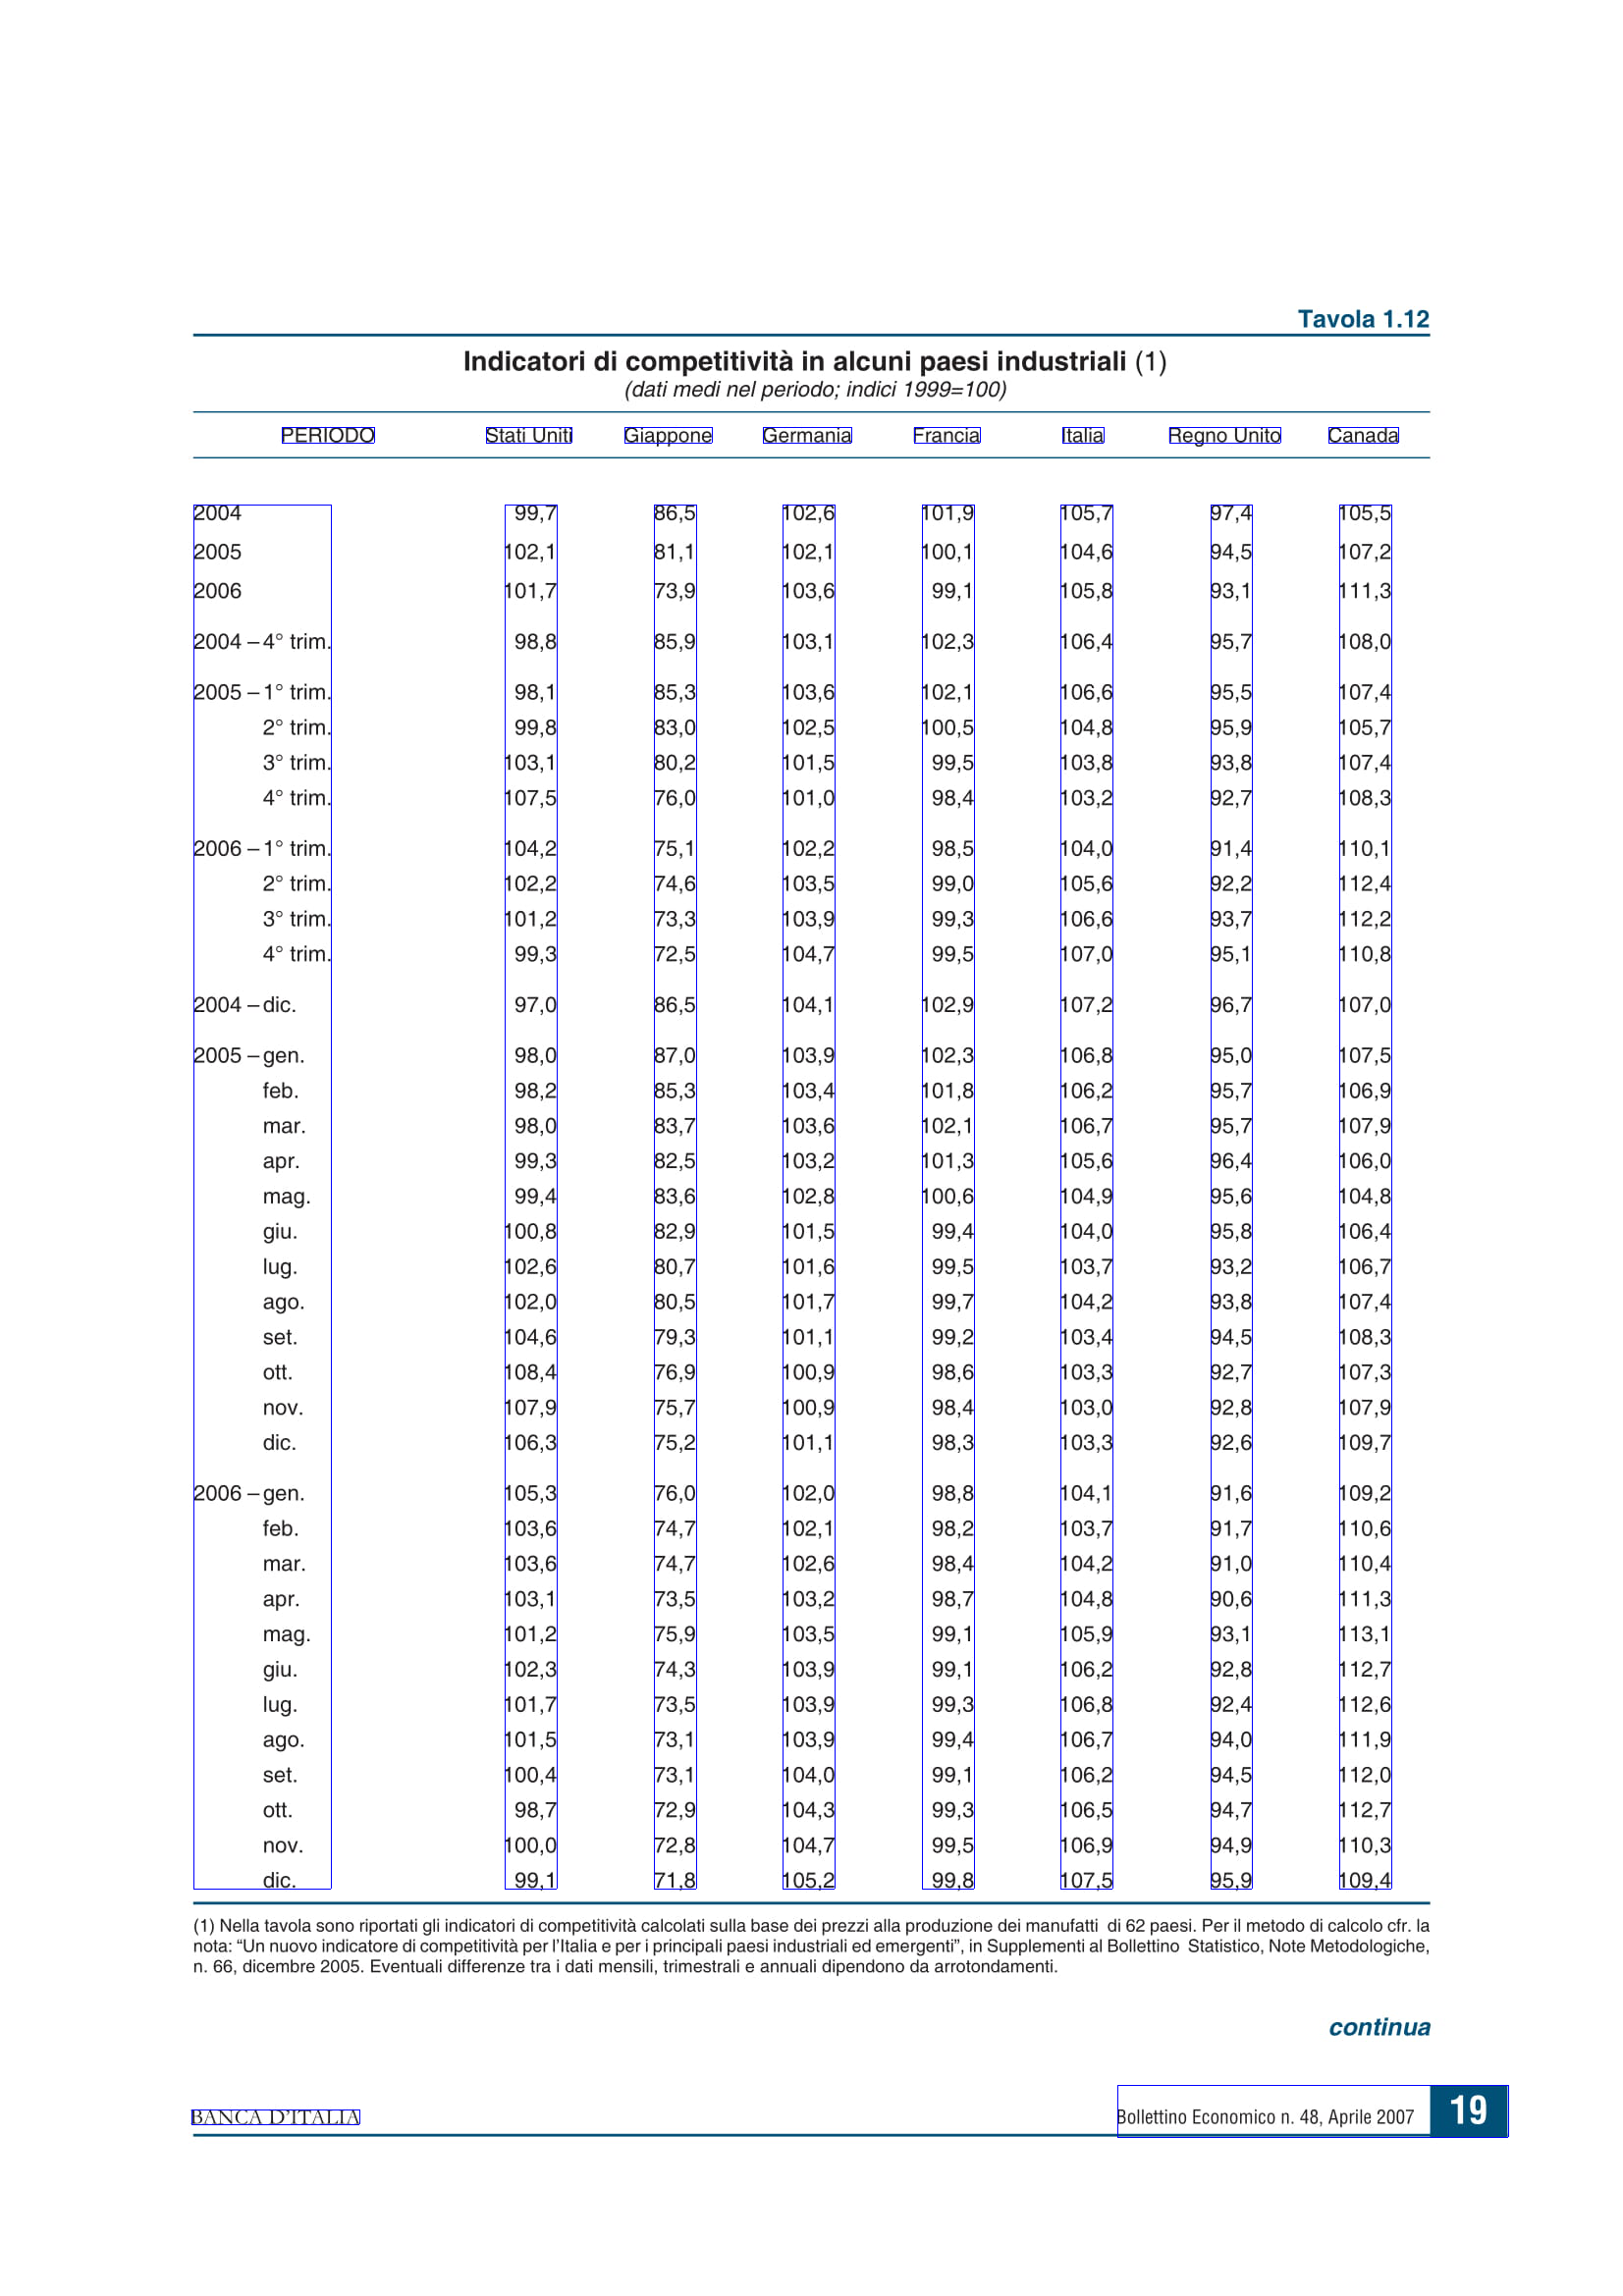 Tavola 1.12
Indicatori di competitività in alcuni paesi industriali (1)
(dati medi nel periodo; indici 1999=100)
PERIODO Stati Uniti Giappone Germania Francia Italia Regno Unito Canada
2004 99,7 86,5 102,6 101,9 105,7 97,4 105,5
2005 102,1 81,1 102,1 100,1 104,6 94,5 107,2
2006 101,7 73,9 103,6 99,1 105,8 93,1 111,3
2004 – 4° trim. 98,8 85,9 103,1 102,3 106,4 95,7 108,0
2005 – 1° trim. 98,1 85,3 103,6 102,1 106,6 95,5 107,4
2° trim. 99,8 83,0 102,5 100,5 104,8 95,9 105,7
3° trim. 103,1 80,2 101,5 99,5 103,8 93,8 107,4
4° trim. 107,5 76,0 101,0 98,4 103,2 92,7 108,3
2006 – 1° trim. 104,2 75,1 102,2 98,5 104,0 91,4 110,1
2° trim. 102,2 74,6 103,5 99,0 105,6 92,2 112,4
3° trim. 101,2 73,3 103,9 99,3 106,6 93,7 112,2
4° trim. 99,3 72,5 104,7 99,5 107,0 95,1 110,8
2004 – dic. 97,0 86,5 104,1 102,9 107,2 96,7 107,0
2005 – gen. 98,0 87,0 103,9 102,3 106,8 95,0 107,5
feb. 98,2 85,3 103,4 101,8 106,2 95,7 106,9
mar. 98,0 83,7 103,6 102,1 106,7 95,7 107,9
apr. 99,3 82,5 103,2 101,3 105,6 96,4 106,0
mag. 99,4 83,6 102,8 100,6 104,9 95,6 104,8
giu. 100,8 82,9 101,5 99,4 104,0 95,8 106,4
lug. 102,6 80,7 101,6 99,5 103,7 93,2 106,7
ago. 102,0 80,5 101,7 99,7 104,2 93,8 107,4
set. 104,6 79,3 101,1 99,2 103,4 94,5 108,3
ott. 108,4 76,9 100,9 98,6 103,3 92,7 107,3
nov. 107,9 75,7 100,9 98,4 103,0 92,8 107,9
dic. 106,3 75,2 101,1 98,3 103,3 92,6 109,7
2006 – gen. 105,3 76,0 102,0 98,8 104,1 91,6 109,2
feb. 103,6 74,7 102,1 98,2 103,7 91,7 110,6
mar. 103,6 74,7 102,6 98,4 104,2 91,0 110,4
apr. 103,1 73,5 103,2 98,7 104,8 90,6 111,3
mag. 101,2 75,9 103,5 99,1 105,9 93,1 113,1
giu. 102,3 74,3 103,9 99,1 106,2 92,8 112,7
lug. 101,7 73,5 103,9 99,3 106,8 92,4 112,6
ago. 101,5 73,1 103,9 99,4 106,7 94,0 111,9
set. 100,4 73,1 104,0 99,1 106,2 94,5 112,0
ott. 98,7 72,9 104,3 99,3 106,5 94,7 112,7
nov. 100,0 72,8 104,7 99,5 106,9 94,9 110,3
dic. 99,1 71,8 105,2 99,8 107,5 95,9 109,4
(1) Nella tavola sono riportati gli indicatori di competitività calcolati sulla base dei prezzi alla produzione dei manufatti di 62 paesi. Per il metodo di calcolo cfr. la
nota: “Un nuovo indicatore di competitività per l’Italia e per i principali paesi industriali ed emergenti”, in Supplementi al Bollettino Statistico, Note Metodologiche,
n. 66, dicembre 2005. Eventuali differenze tra i dati mensili, trimestrali e annuali dipendono da arrotondamenti.
continua
BANCA D’ITALIA Bollettino Economico n. 48, Aprile 2007 19